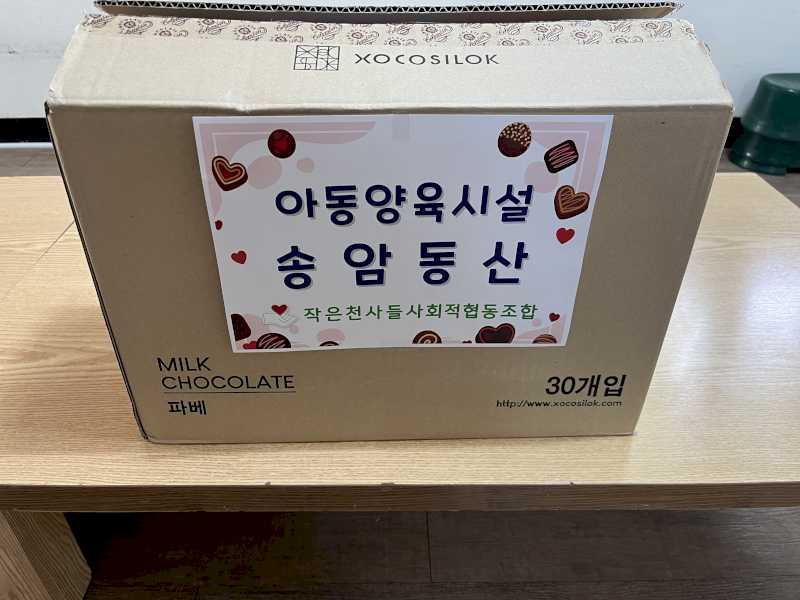 XOCOSILOK
아동양육시설
송암동산
작은천사들사회적협동조합
MILK
CHOCOLATE
파베
30개입
http://www.xocosilok.com